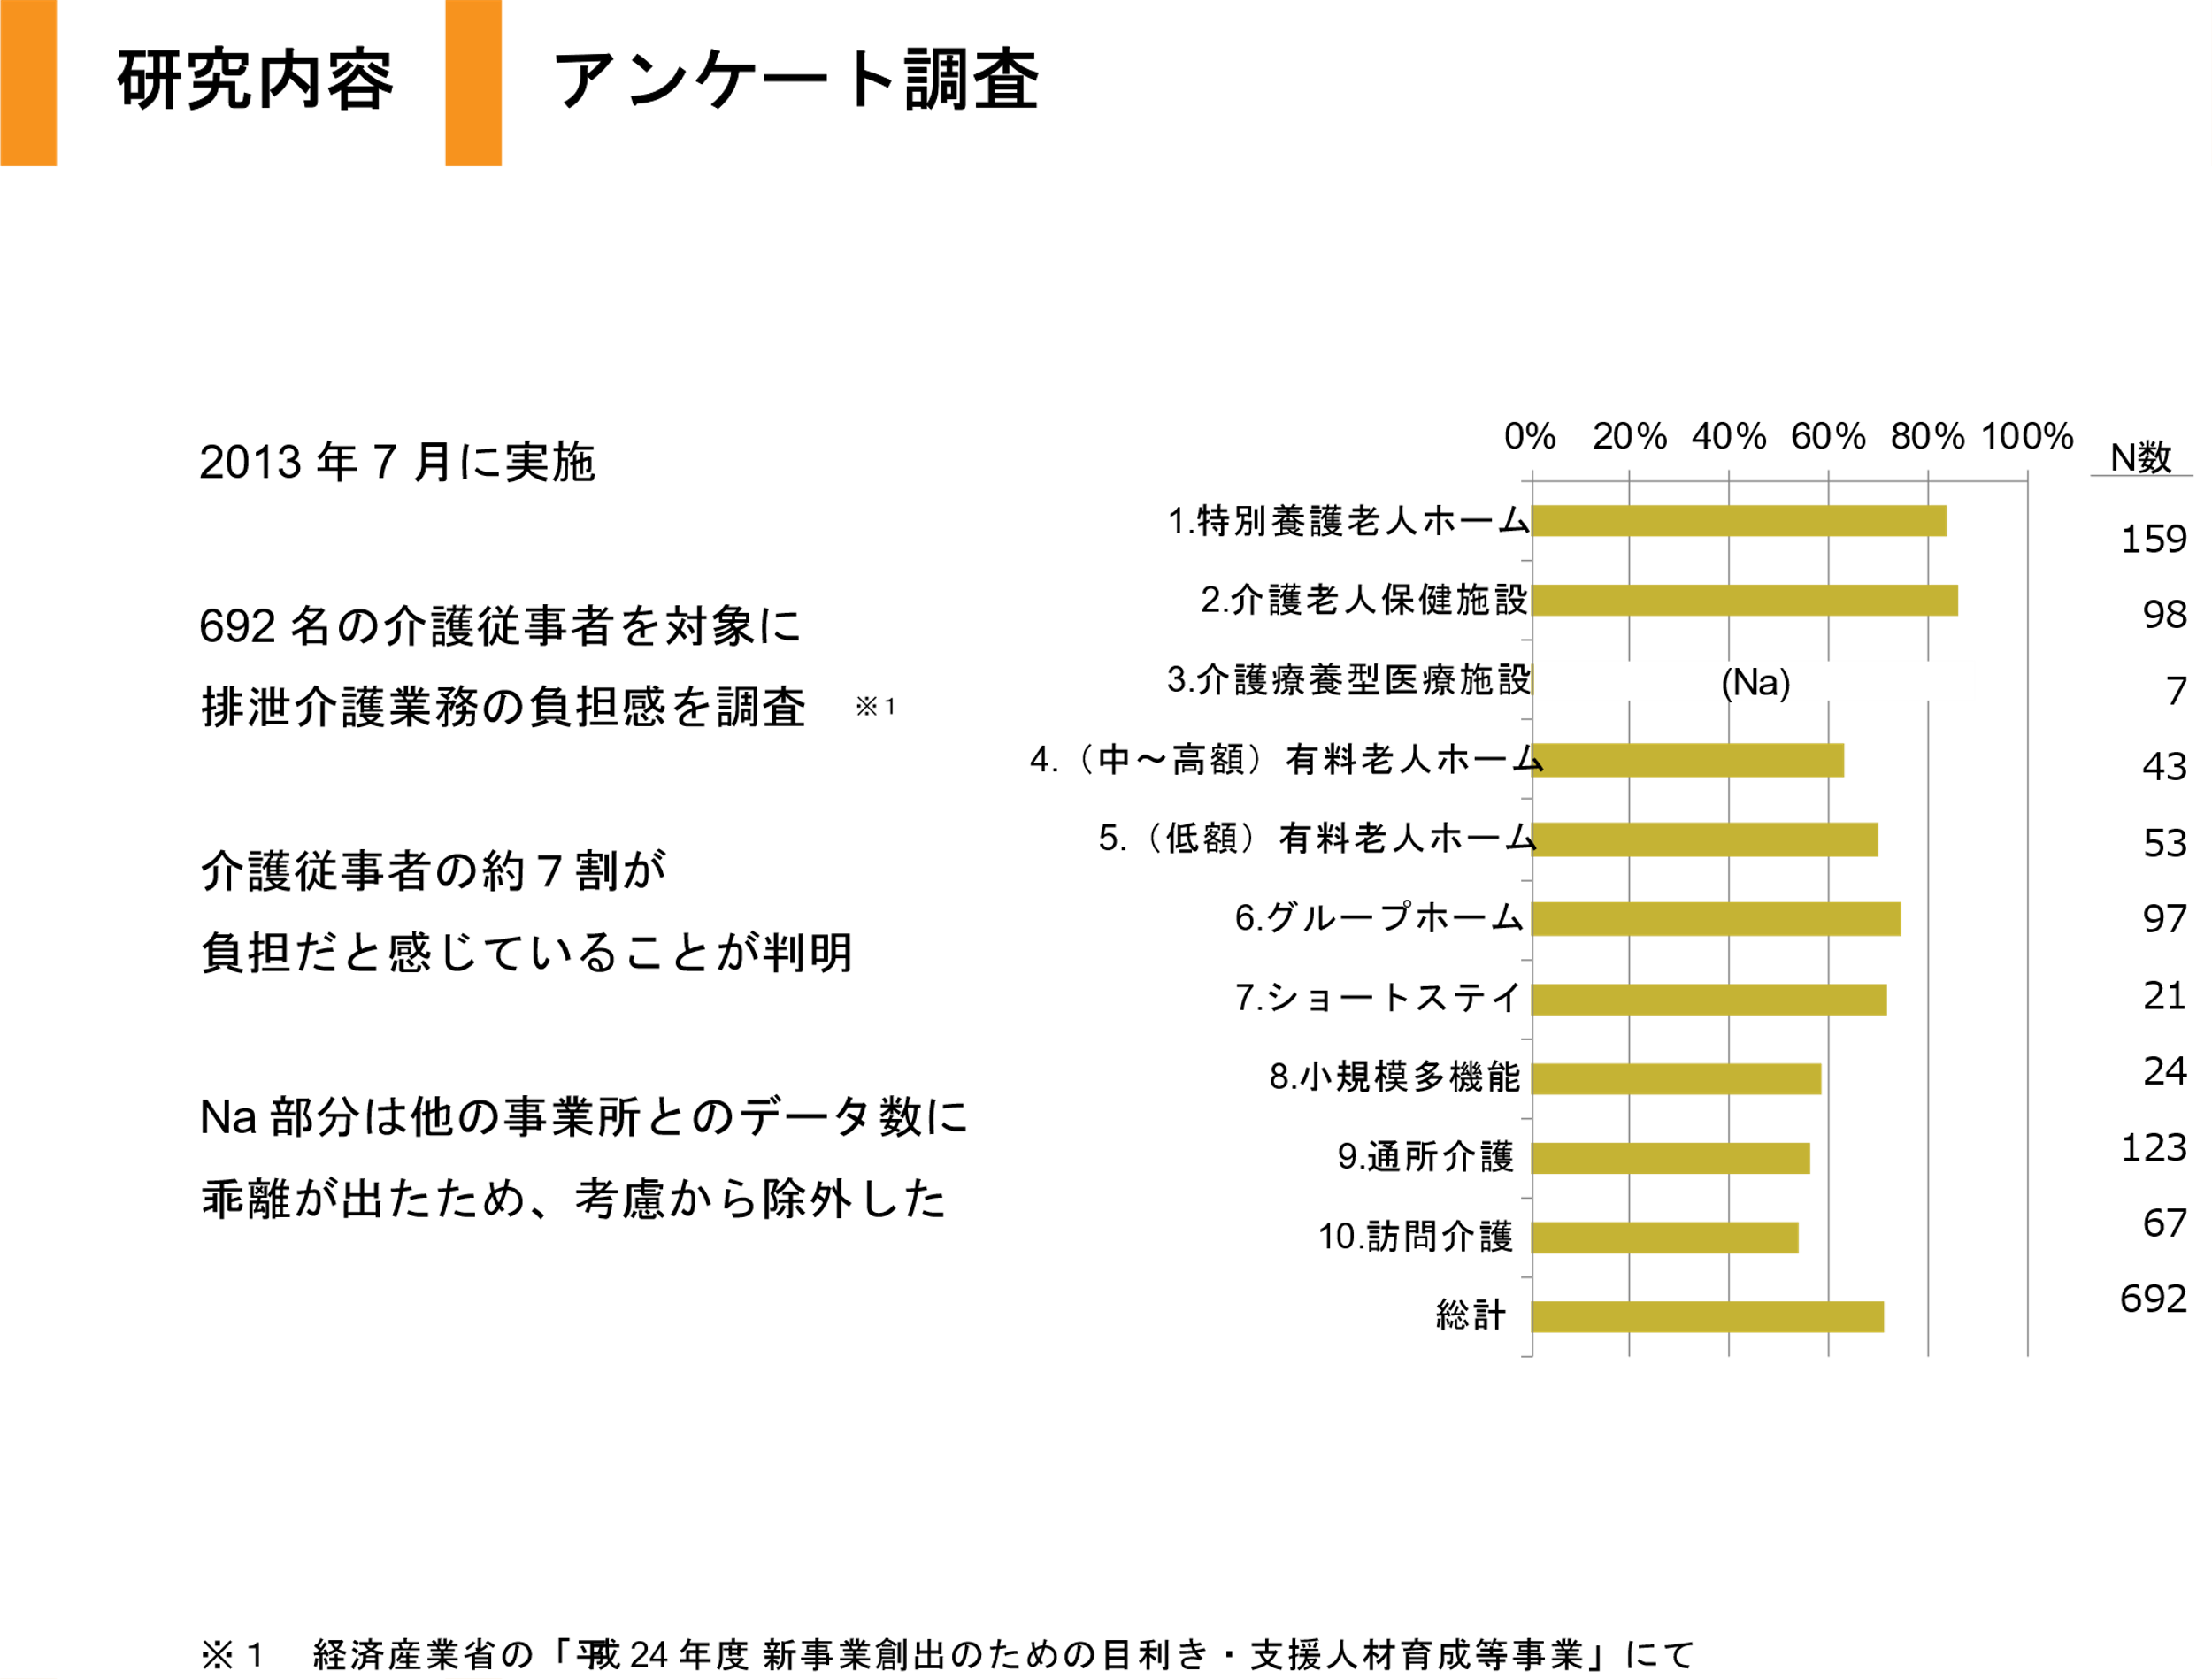 研究内容 アンケート調査
2013 年 7 月に実施
692 名の介護従事者を対象に
排泄介護業務の負担感を調査 ※1
介護従事者の約７割が
負担だと感じていることが判明
Na 部分は他の事業所とのデータ数に
乖離が出たため、考慮から除外した
0% 20% 40% 60% 80% 100% N数
1.特別養護老人ホーム 159
2.介護老人保健施設 98
3.介護療養型医療施設 (Na) 7
4.（中～高額）有料老人ホーム 43
5.（低額）有料老人ホーム 53
6.グループホーム 97
7.ショートステイ 21
8.小規模多機能 24
9.通所介護 123
10.訪問介護 67
総計 692
※１　経済産業省の「平成 24 年度 新事業創出のための目利き・支援人材育成等事業」にて